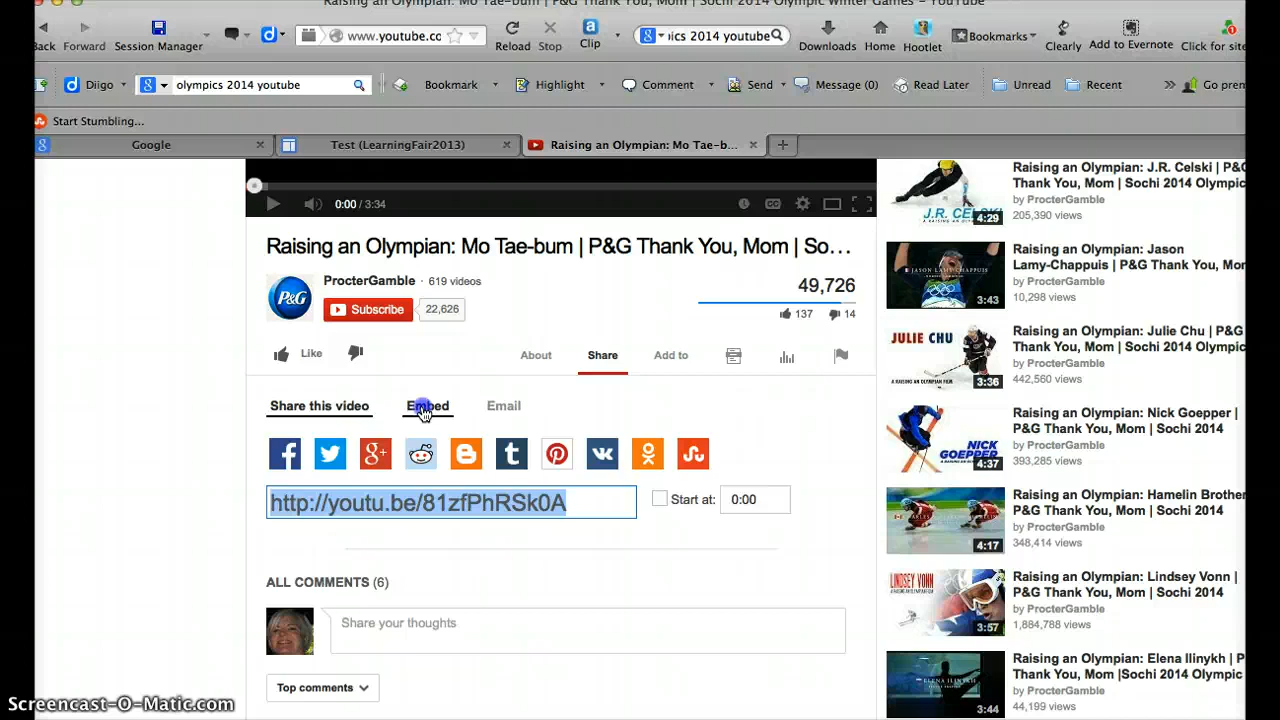 Raising an Olympian: Mo Tae-bum | P&G Thank You, Mom | Sochi 2014 Olympic Winter Games - YouTube
Back Forward Session Manager www.youtube.cc Reload Stop Clip ics 2014 youtube Downloads Home Hootlet Bookmarks Clearly Add to Evernote Click for site
Diigo olympics 2014 youtube Bookmark Highlight Comment Send Message (0) Read Later Unread Recent Go pren
Start Stumbling...
Google Test (LearningFair2013) Raising an Olympian: Mo Tae-b...
0:00 / 3:34 CC
Raising an Olympian: Mo Tae-bum | P&G Thank You, Mom | So...
P&G
ProcterGamble · 619 videos
Subscribe 22,626
49,726
137 14
Like
About Share Add to
Share this video Embed Email
http://youtu.be/81zfPhRSk0A
Start at: 0:00
ALL COMMENTS (6)
Share your thoughts
Top comments
J.R. CELSKI
4:29
Raising an Olympian: J.R. Celski | P&G
Thank You, Mom | Sochi 2014 Olympic
by ProcterGamble
205,390 views
JASON LAMY-CHAPPUIS
3:43
Raising an Olympian: Jason
Lamy-Chappuis | P&G Thank You, Mor
by ProcterGamble
10,298 views
JULIE CHU
3:36
Raising an Olympian: Julie Chu | P&G
Thank You, Mom | Sochi 2014 Olympic
by ProcterGamble
442,560 views
NICK
GOEPPER
4:37
Raising an Olympian: Nick Goepper |
P&G Thank You, Mom | Sochi 2014
by ProcterGamble
393,285 views
4:17
Raising an Olympian: Hamelin Brother
P&G Thank You, Mom | Sochi 2014
by ProcterGamble
348,414 views
LINDSEY VONN
3:57
Raising an Olympian: Lindsey Vonn |
P&G Thank You, Mom | Sochi 2014
by ProcterGamble
1,884,788 views
ELENA ILINYKH
3:44
Raising an Olympian: Elena Ilinykh | P
Thank You, Mom |Sochi 2014 Olympic
by ProcterGamble
44,199 views
Screencast-O-Matic.com